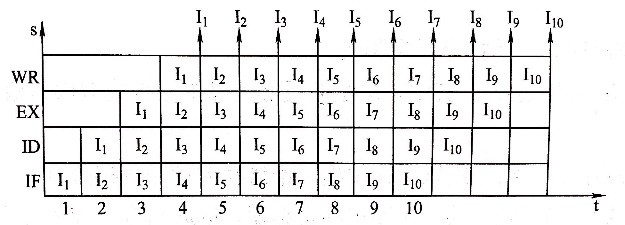 I₁ I₂ I₃ I₄ I₅ I₆ I₇ I₈ I₉ I₁₀
s
WR I₁ I₂ I₃ I₄ I₅ I₆ I₇ I₈ I₉ I₁₀
EX I₁ I₂ I₃ I₄ I₅ I₆ I₇ I₈ I₉ I₁₀
ID I₁ I₂ I₃ I₄ I₅ I₆ I₇ I₈ I₉ I₁₀
IF I₁ I₂ I₃ I₄ I₅ I₆ I₇ I₈ I₉ I₁₀
t
1 2 3 4 5 6 7 8 9 10